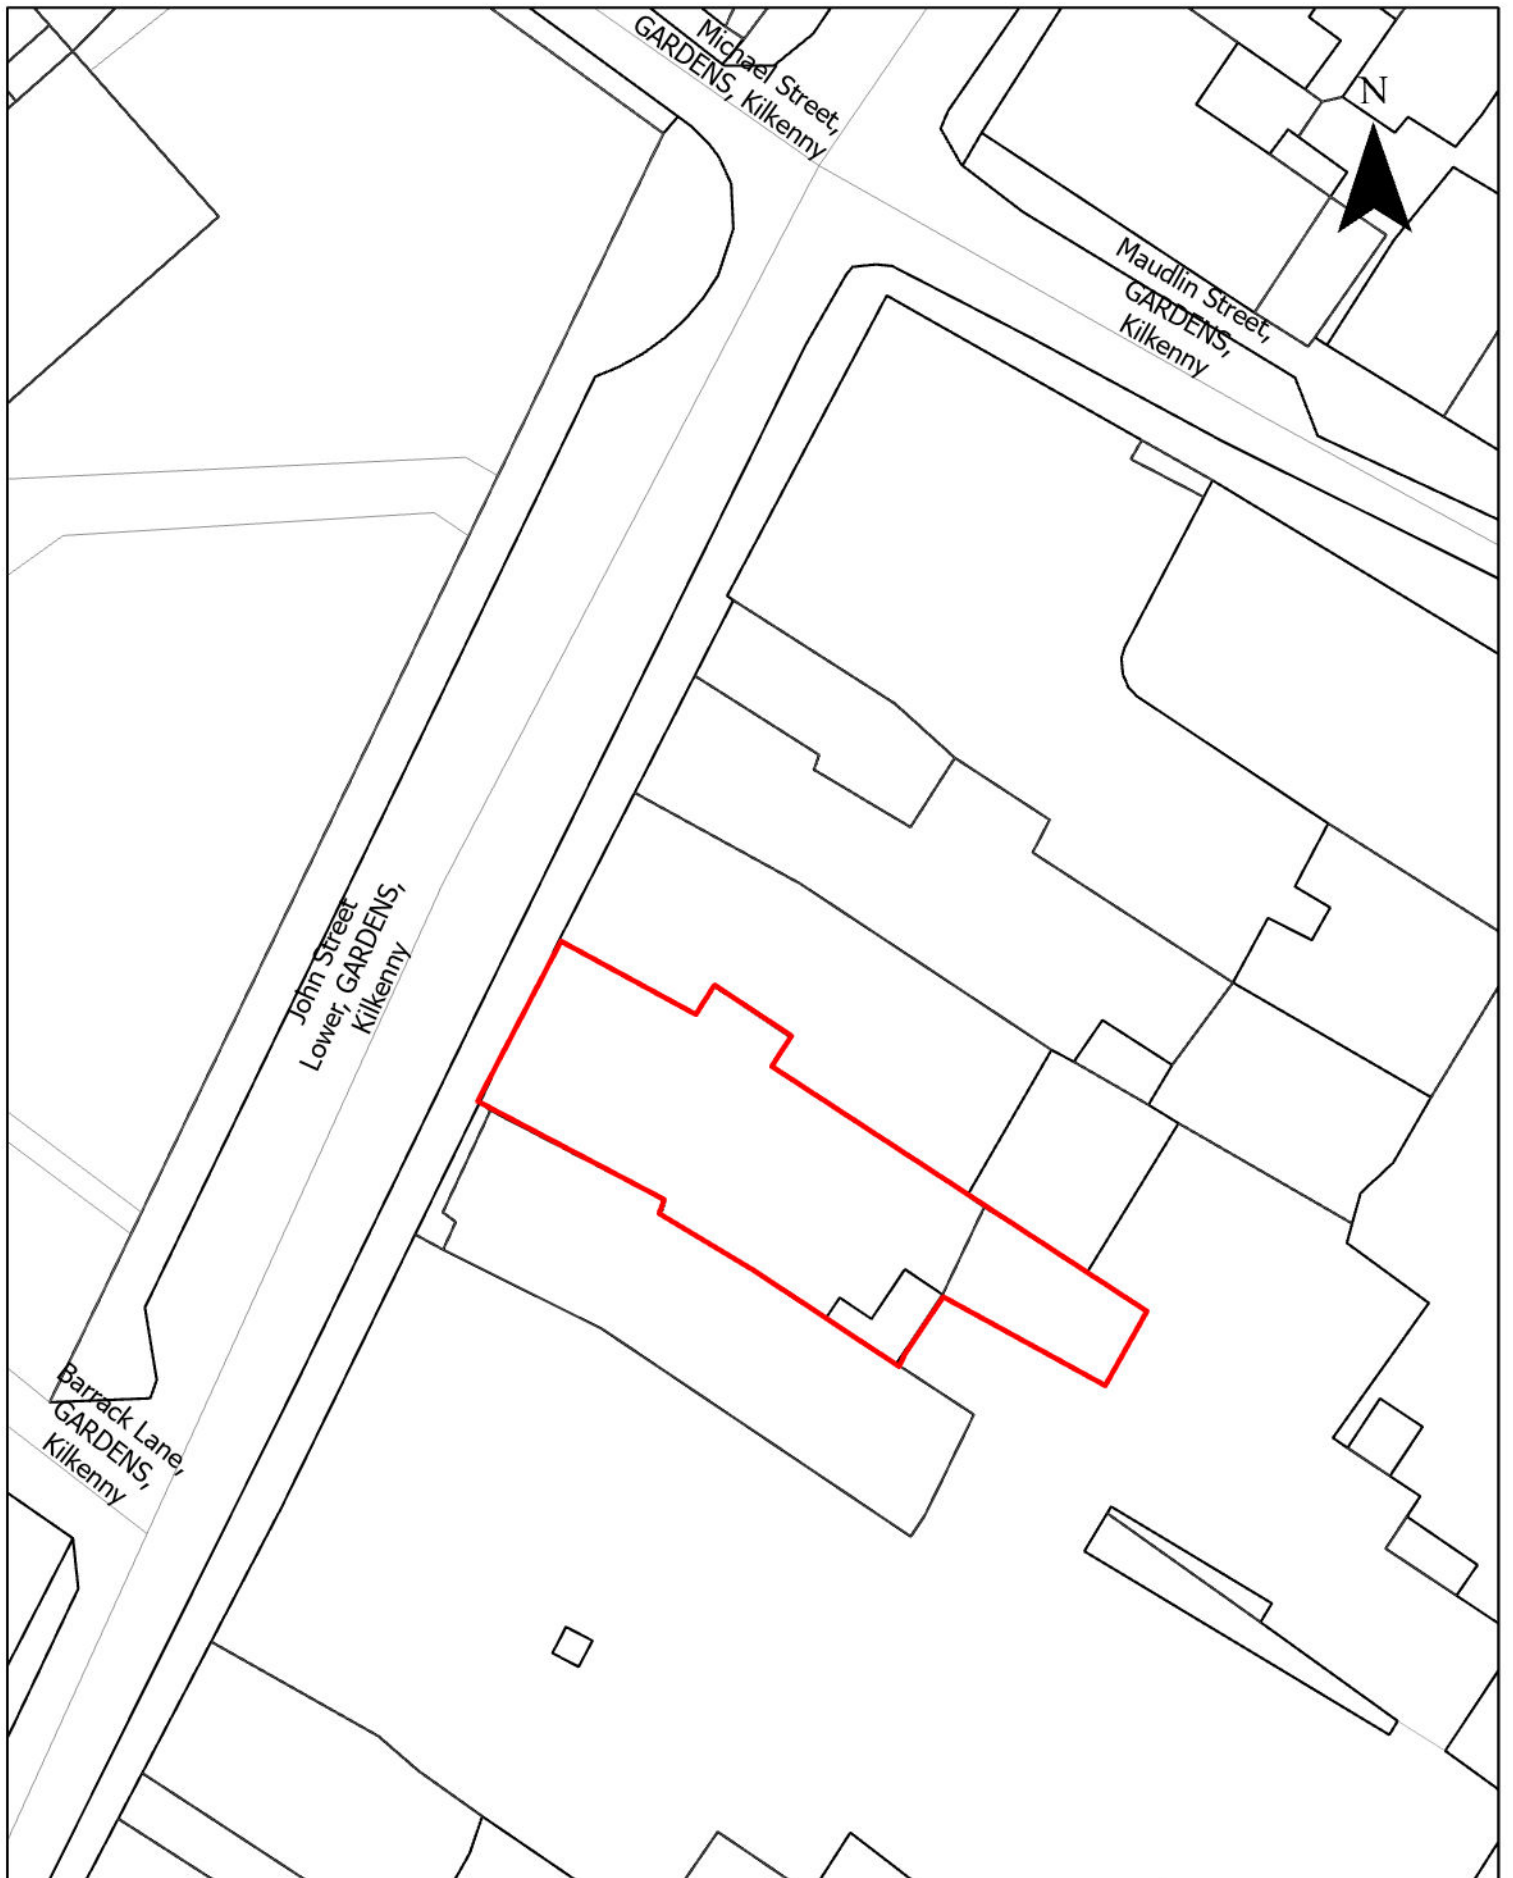 Michael Street,
GARDENS, Kilkenny
N
Maudlin Street,
GARDENS,
Kilkenny
John Street
Lower, GARDENS,
Kilkenny
Barrack Lane,
GARDENS,
Kilkenny